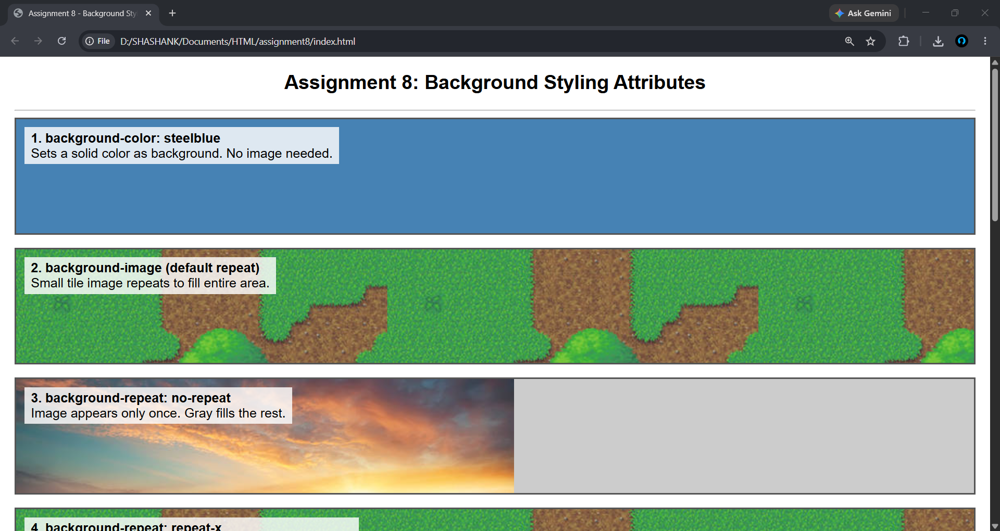 Assignment 8 - Background Sty
Ask Gemini
File
D:/SHASHANK/Documents/HTML/assignment8/index.html
Assignment 8: Background Styling Attributes
1. background-color: steelblue
Sets a solid color as background. No image needed.
2. background-image (default repeat)
Small tile image repeats to fill entire area.
3. background-repeat: no-repeat
Image appears only once. Gray fills the rest.
4. background-repeat: repeat-x